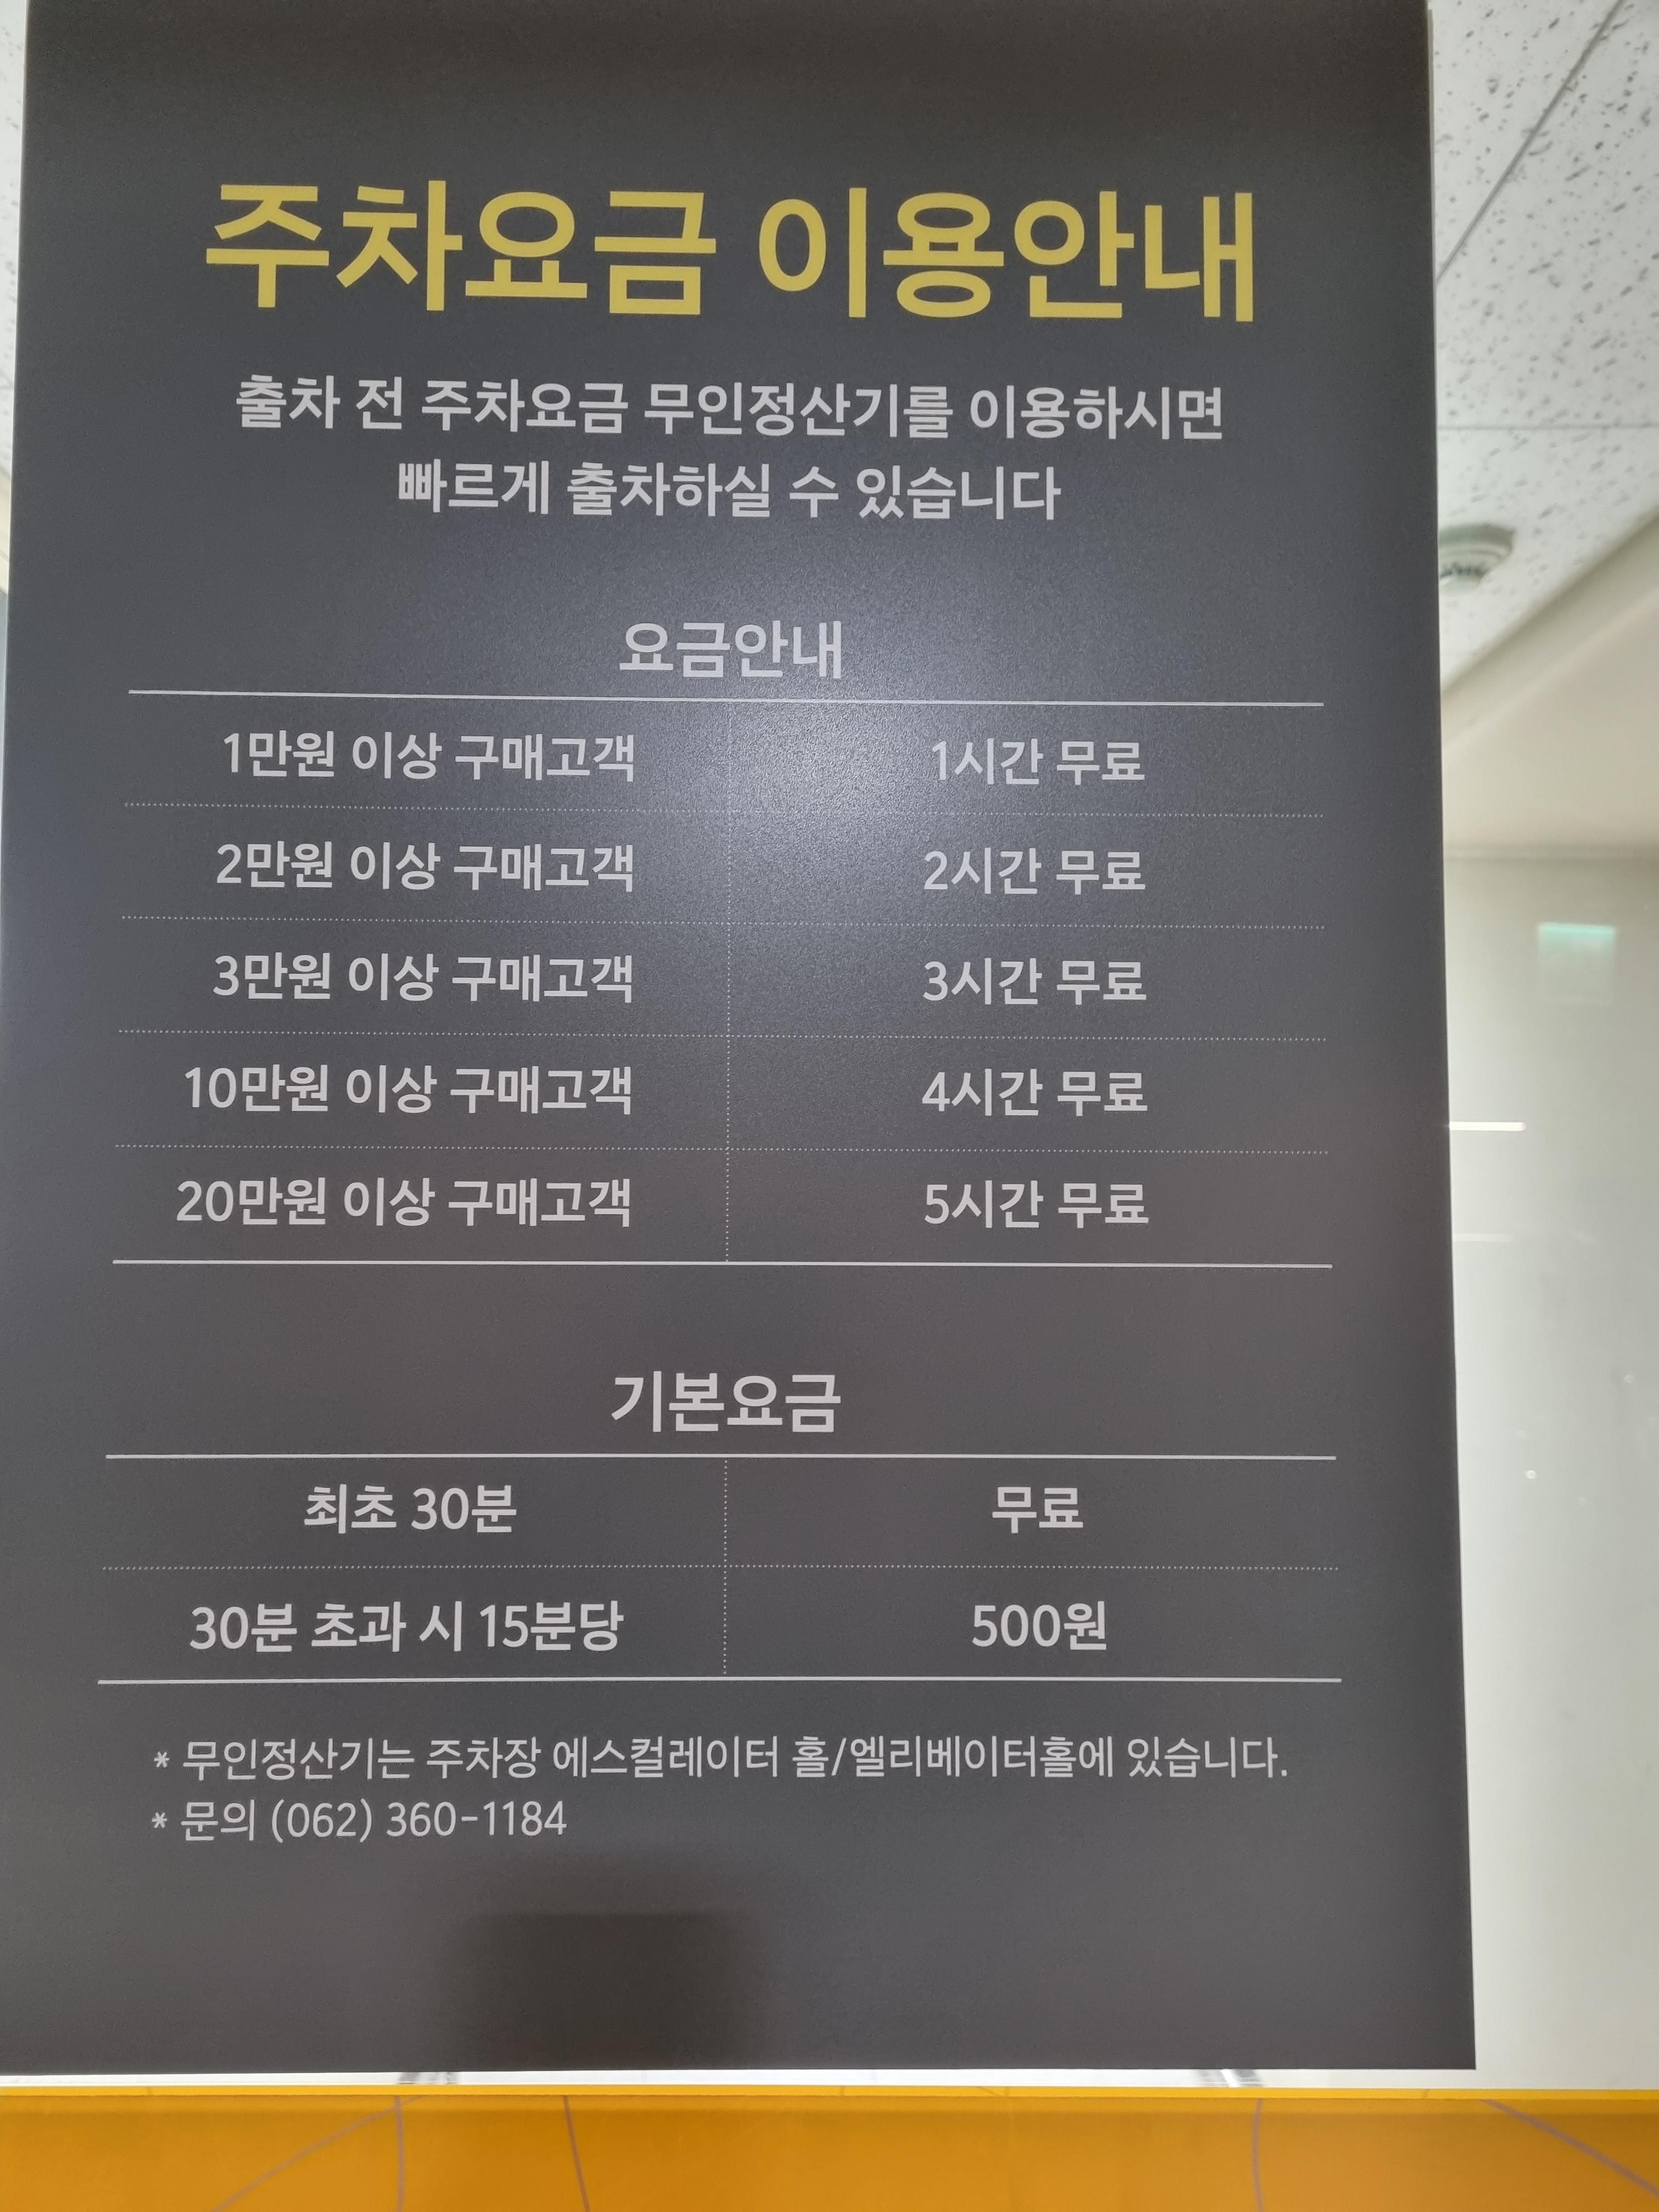 주차요금 이용안내
출차 전 주차요금 무인정산기를 이용하시면
빠르게 출차하실 수 있습니다
요금안내
1만원 이상 구매고객 1시간 무료
2만원 이상 구매고객 2시간 무료
3만원 이상 구매고객 3시간 무료
10만원 이상 구매고객 4시간 무료
20만원 이상 구매고객 5시간 무료
기본요금
최초 30분 무료
30분 초과 시 15분당 500원
* 무인정산기는 주차장 에스컬레이터 홀/엘리베이터홀에 있습니다.
* 문의 (062) 360-1184